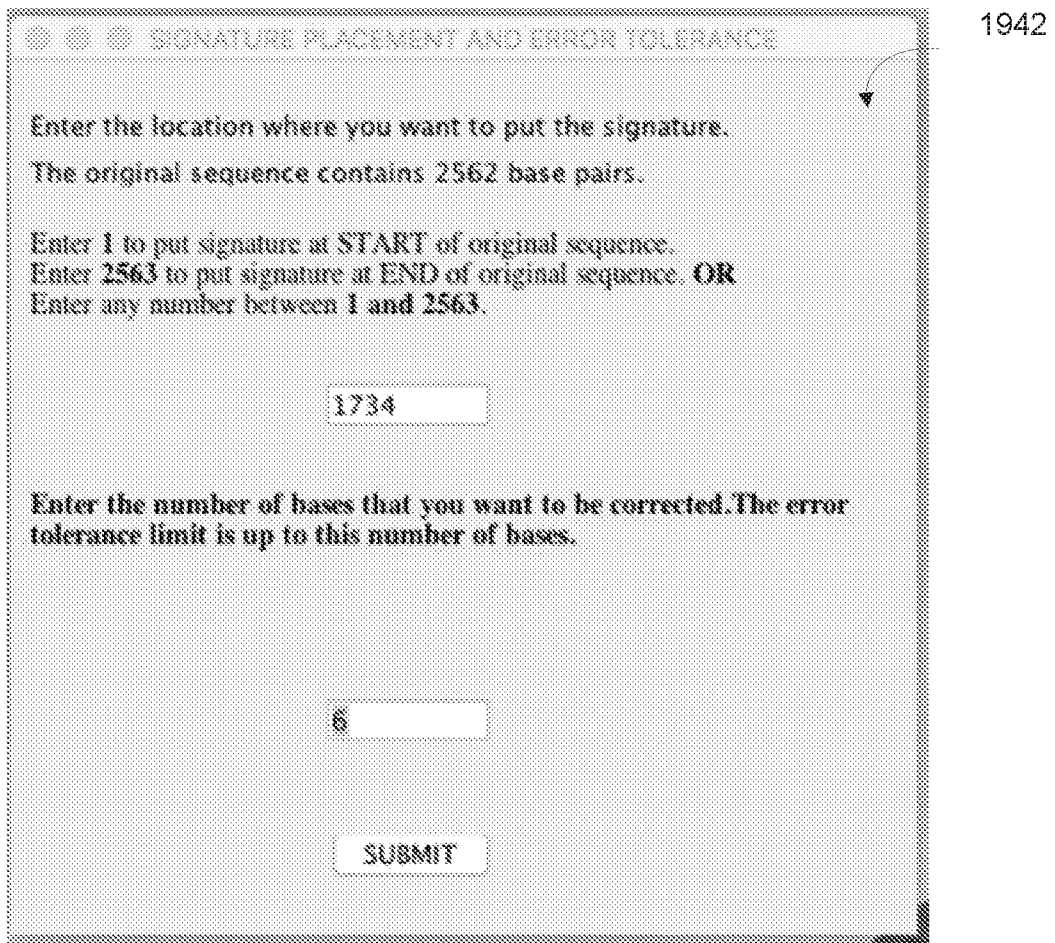 1942
SIGNATURE PLACEMENT AND ERROR TOLERANCE
Enter the location where you want to put the signature.
The original sequence contains 2562 base pairs.
Enter 1 to put signature at START of original sequence.
Enter 2563 to put signature at END of original sequence. OR
Enter any number between 1 and 2563.
1734
Enter the number of bases that you want to be corrected.The error
tolerance limit is up to this number of bases.
6
SUBMIT